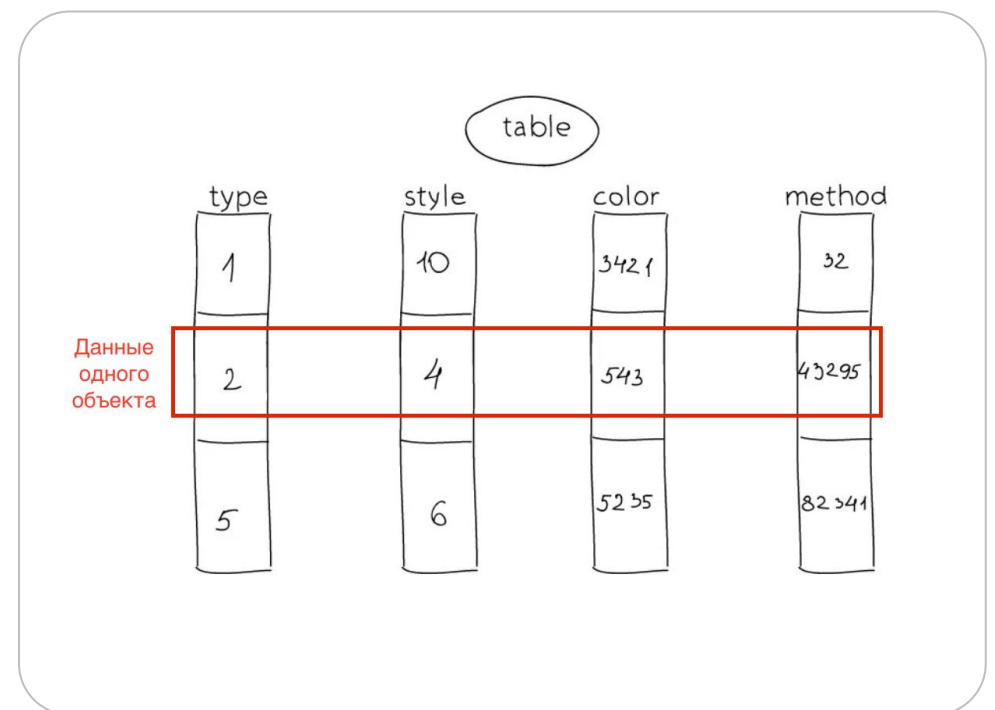 table
type style color method
1 10 3421 32
Данные
одного
объекта
2 4 543 43295
5 6 5235 82341